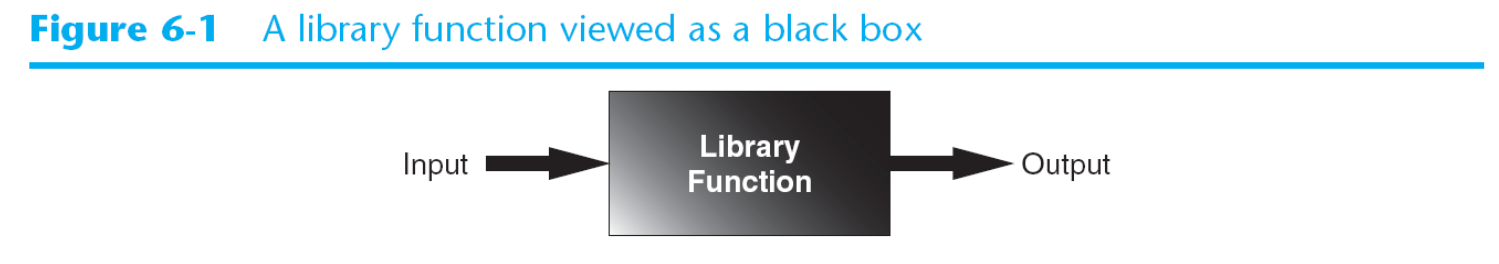 Figure 6-1 A library function viewed as a black box
Input
Library
Function
Output